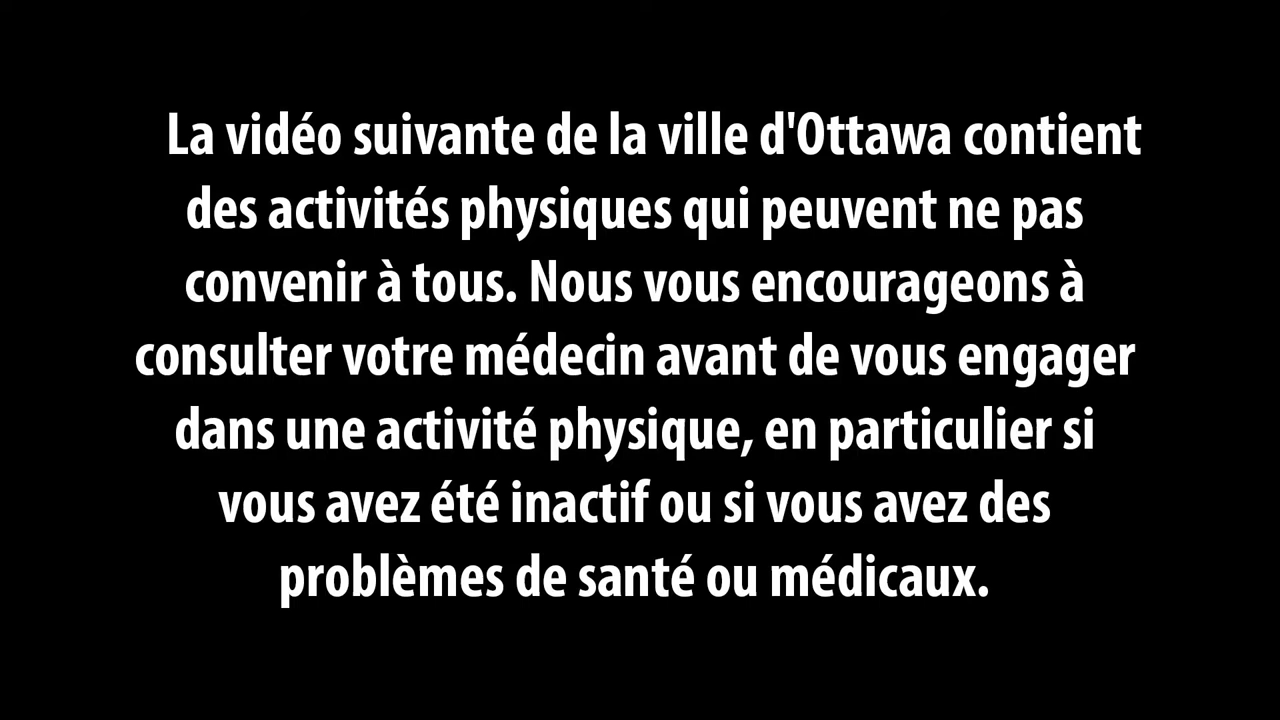 La vidéo suivante de la ville d'Ottawa contient
des activités physiques qui peuvent ne pas
convenir à tous. Nous vous encourageons à
consulter votre médecin avant de vous engager
dans une activité physique, en particulier si
vous avez été inactif ou si vous avez des
problèmes de santé ou médicaux.